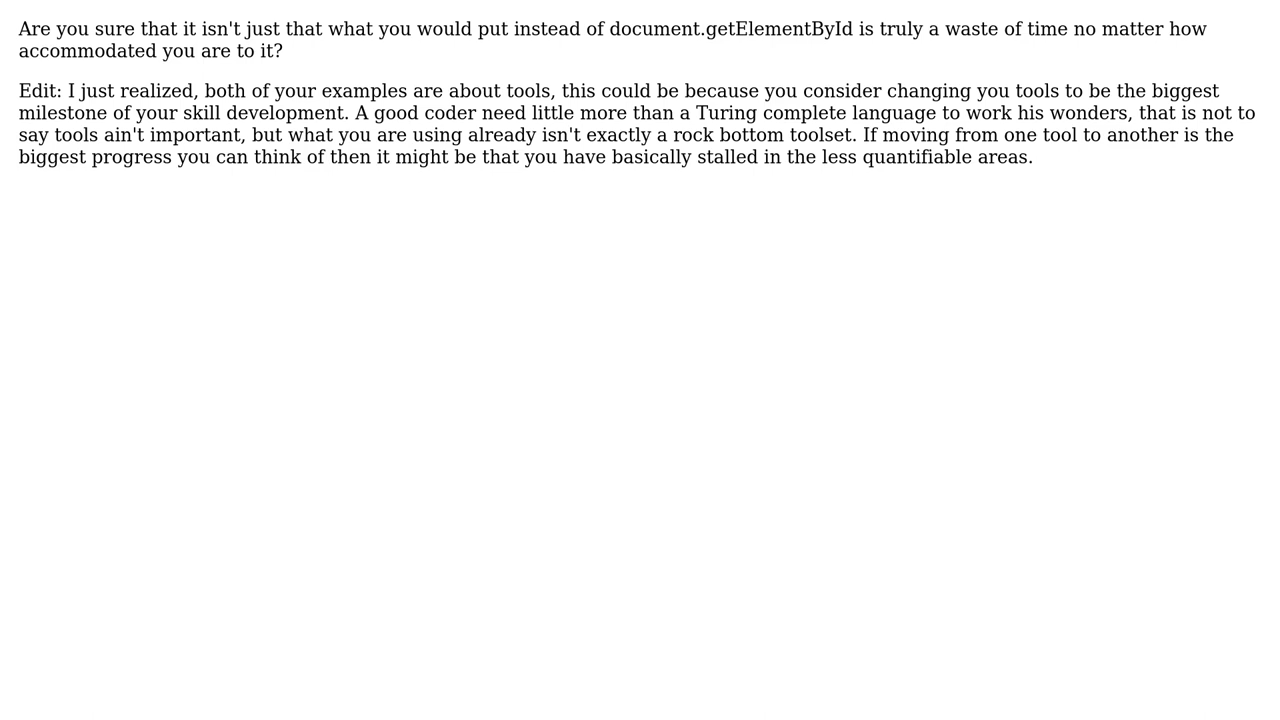 Are you sure that it isn't just that what you would put instead of document.getElementById is truly a waste of time no matter how
accommodated you are to it?
Edit: I just realized, both of your examples are about tools, this could be because you consider changing you tools to be the biggest
milestone of your skill development. A good coder need little more than a Turing complete language to work his wonders, that is not to
say tools ain't important, but what you are using already isn't exactly a rock bottom toolset. If moving from one tool to another is the
biggest progress you can think of then it might be that you have basically stalled in the less quantifiable areas.